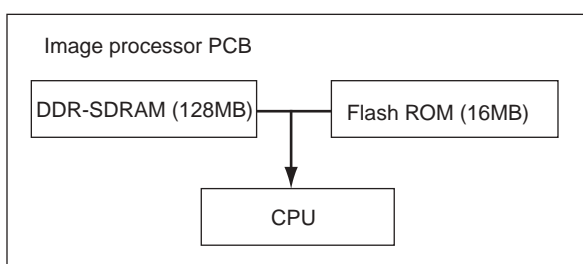 Image processor PCB
DDR-SDRAM (128MB)
Flash ROM (16MB)
CPU